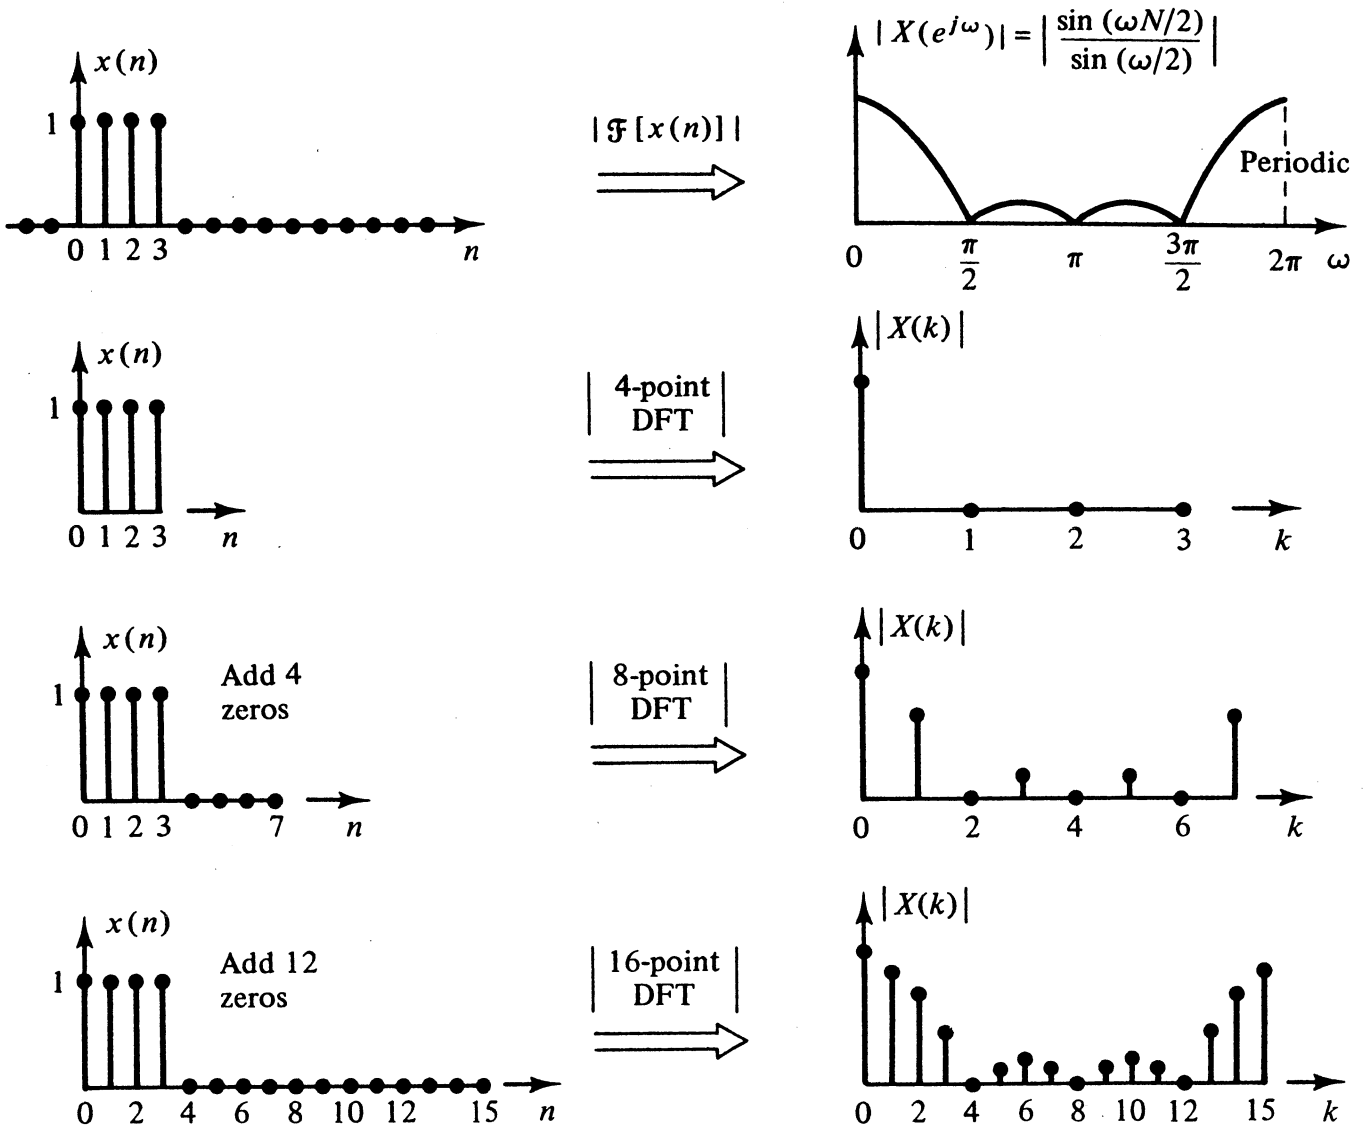 x(n)
1
0 1 2 3
n
|ℱ[x(n)]|
|X(e^{jω})| = | sin (ωN/2) / sin (ω/2) |
Periodic
0 π/2 π 3π/2 2π ω
x(n)
1
0 1 2 3 n
| 4-point
DFT |
|X(k)|
0 1 2 3 k
x(n)
Add 4
zeros
1
0 1 2 3 7 n
| 8-point
DFT |
|X(k)|
0 2 4 6 k
x(n)
Add 12
zeros
1
0 2 4 6 8 10 12 15 n
| 16-point
DFT |
|X(k)|
0 2 4 6 8 10 12 15 k